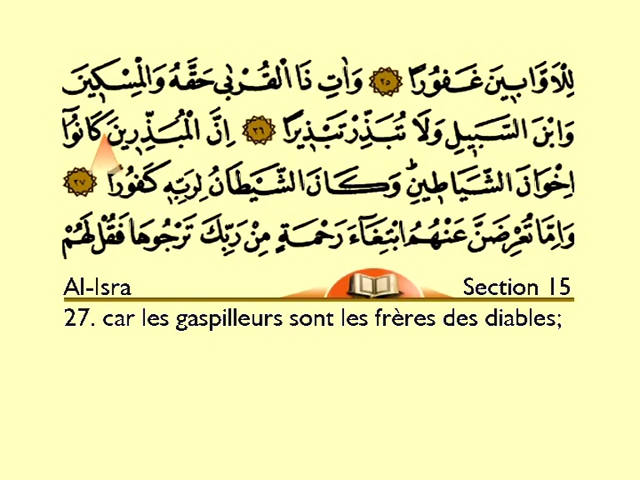 لِلْاَوَّابٖينَ غَفُورًا ﴿٢٥﴾ وَاٰتِ ذَا الْقُرْبٰى حَقَّهُ وَالْمِسْكٖينَ
وَابْنَ السَّبٖيلِ وَلَا تُبَذِّرْ تَبْذٖيرًا ﴿٢٦﴾ اِنَّ الْمُبَذِّرٖينَ كَانُٓوا
اِخْوَانَ الشَّيَاطٖينِۜ وَكَانَ الشَّيْطَانُ لِرَبِّهٖ كَفُورًا ﴿٢٧﴾
وَاِمَّا تُعْرِضَنَّ عَنْهُمُ ابْتِغَٓاءَ رَحْمَةٍ مِنْ رَبِّكَ تَرْجُوهَا فَقُلْ لَهُمْ
Al-Isra Section 15
27. car les gaspilleurs sont les frères des diables;